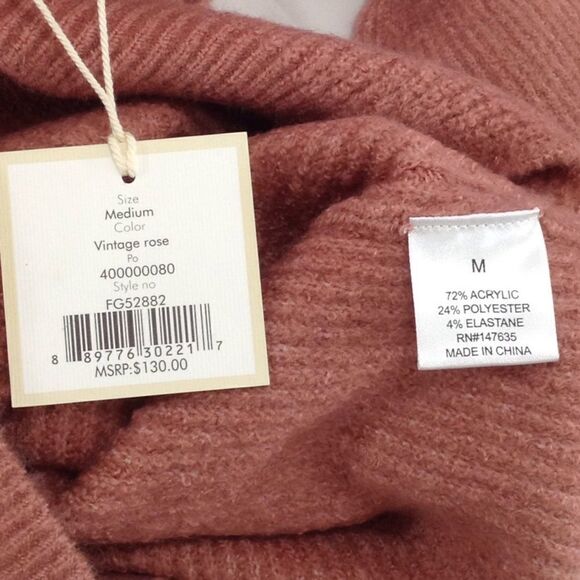 Size
Medium
Color
Vintage rose
Po
400000080
Style no
FG52882
8 89776 30221 7
MSRP:$130.00
M
72% ACRYLIC
24% POLYESTER
4% ELASTANE
RN#147635
MADE IN CHINA